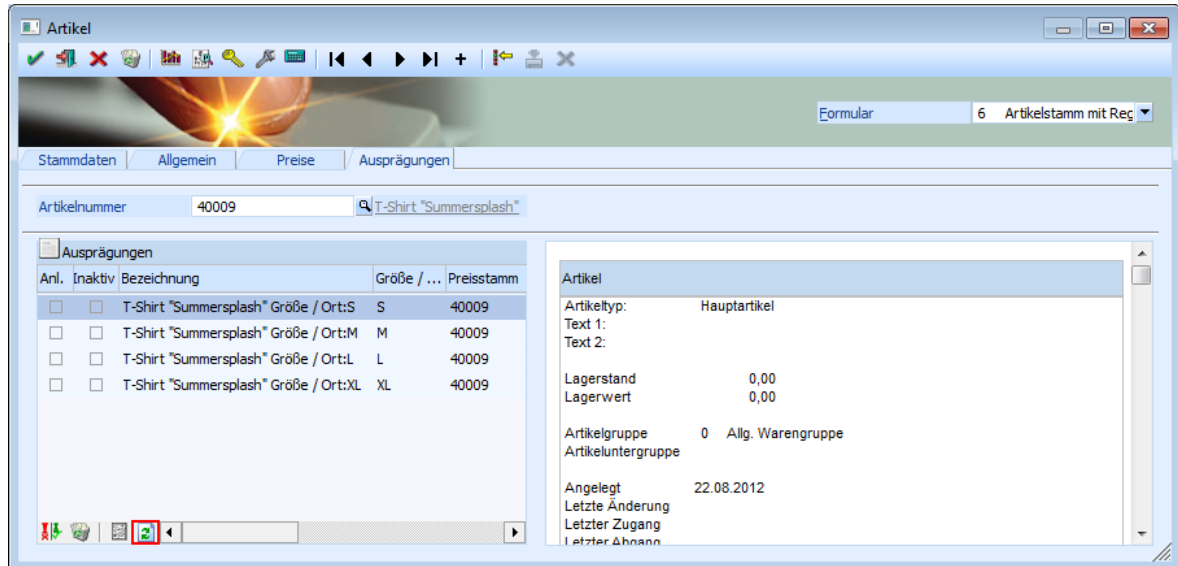 Artikel
Formular 6 Artikelstamm mit Reg
Stammdaten Allgemein Preise Ausprägungen
Artikelnummer 40009 T-Shirt "Summersplash"
Ausprägungen
Anl. Inaktiv Bezeichnung Größe / ... Preisstamm
T-Shirt "Summersplash" Größe / Ort:S S 40009
T-Shirt "Summersplash" Größe / Ort:M M 40009
T-Shirt "Summersplash" Größe / Ort:L L 40009
T-Shirt "Summersplash" Größe / Ort:XL XL 40009
Artikel
Artikeltyp: Hauptartikel
Text 1:
Text 2:
Lagerstand 0,00
Lagerwert 0,00
Artikelgruppe 0 Allg. Warengruppe
Artikeluntergruppe
Angelegt 22.08.2012
Letzte Änderung
Letzter Zugang
Letzter Abgang